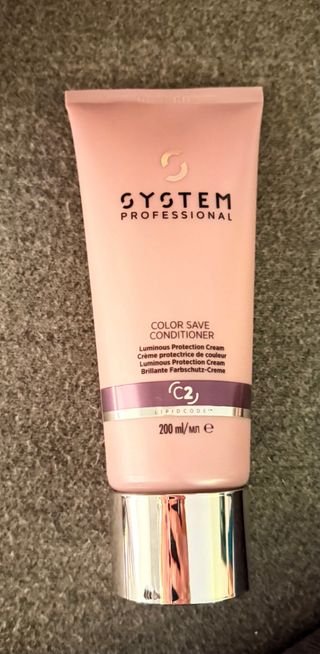 SYSTEM
PROFESSIONAL
COLOR SAVE
CONDITIONER
Luminous Protection Cream
Crème protectrice de couleur
Luminous Protection Cream
Brillante Farbschutz-Creme
C2
LIPIDCODE™
200 ml/мл ℮